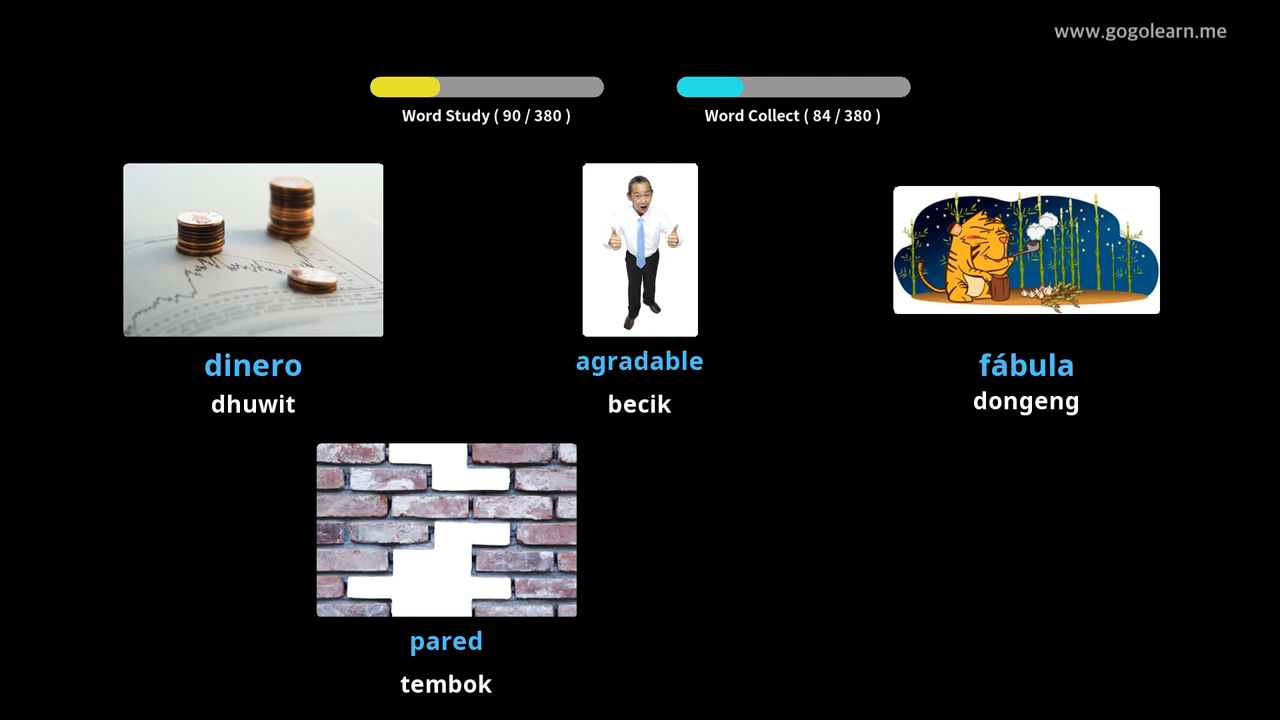 www.gogolearn.me
Word Study ( 90 / 380 )
Word Collect ( 84 / 380 )
dinero
dhuwit
agradable
becik
fábula
dongeng
pared
tembok